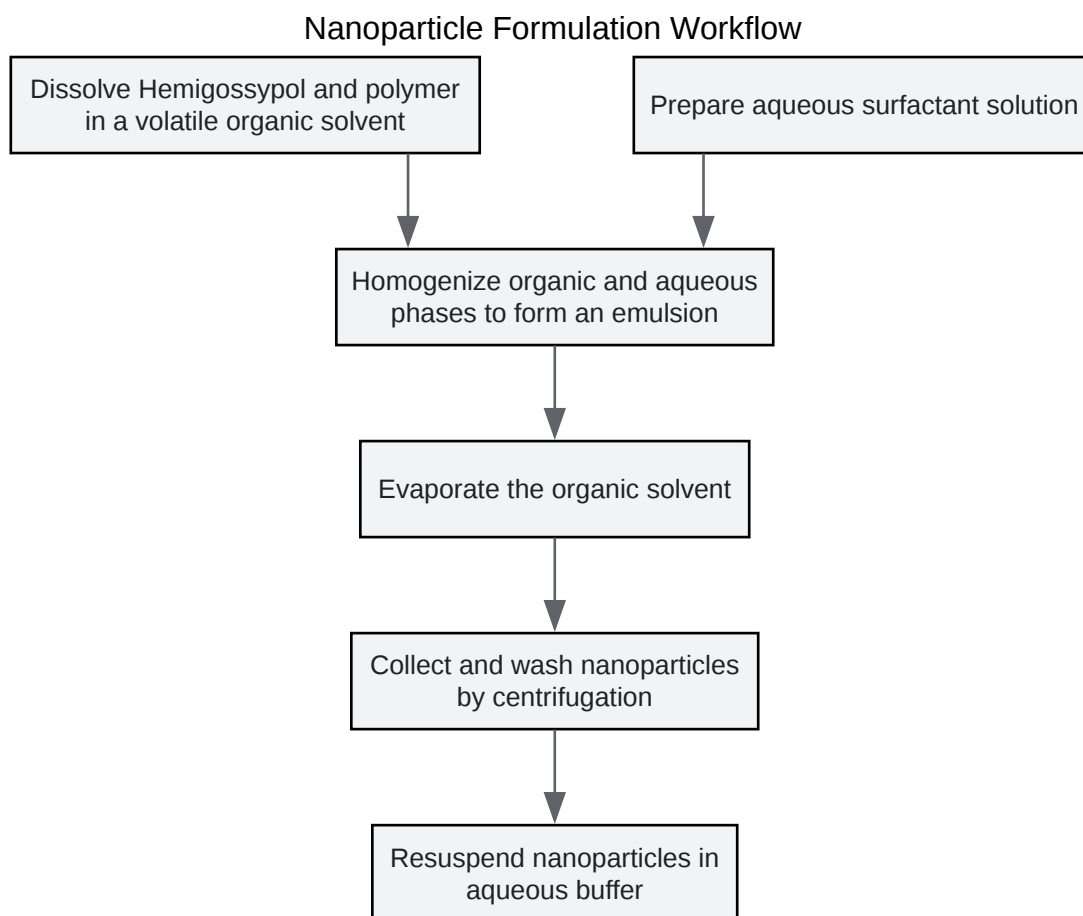 Nanoparticle Formulation Workflow
Dissolve Hemigossypol and polymer
in a volatile organic solvent
Prepare aqueous surfactant solution
Homogenize organic and aqueous
phases to form an emulsion
Evaporate the organic solvent
Collect and wash nanoparticles
by centrifugation
Resuspend nanoparticles in
aqueous buffer